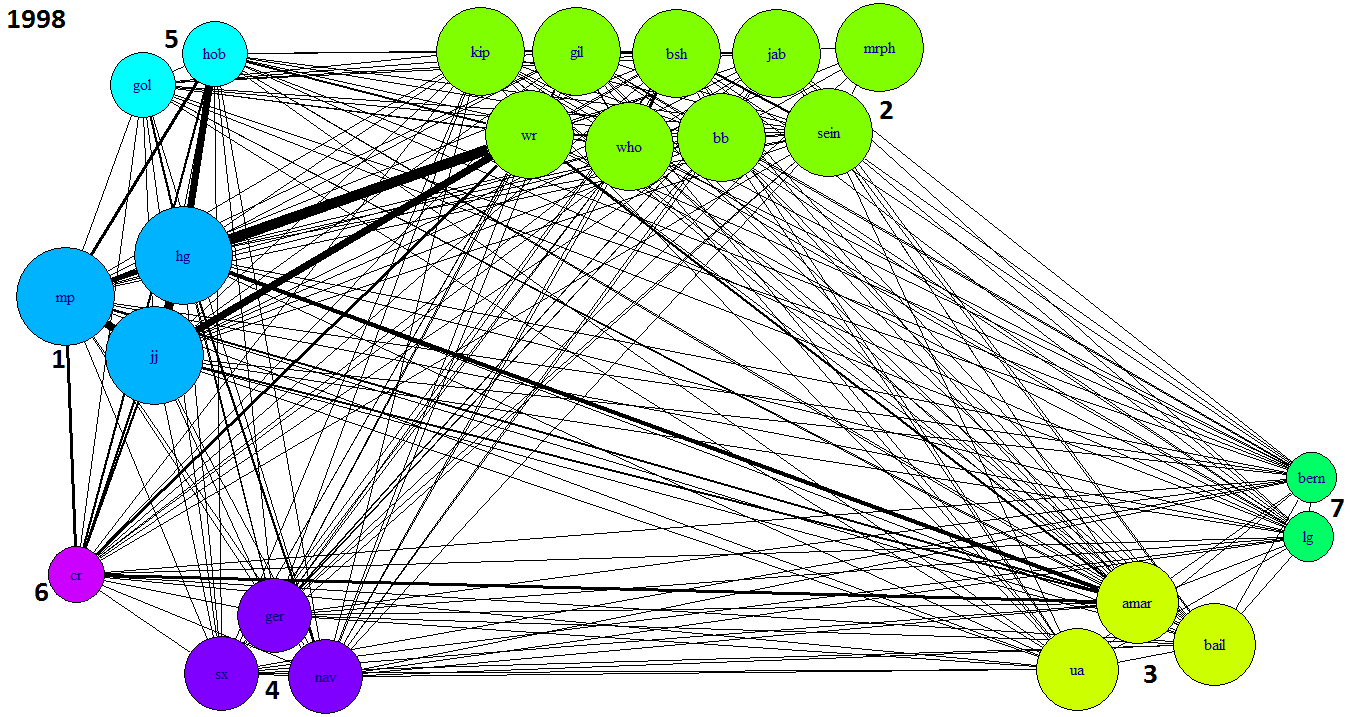 1998
5
hob
gol
kip
gil
bsh
jab
mrph
2
wr
who
bb
sein
hg
mp
jj
1
bern
7
lg
cr
6
ger
sx
nav
4
amar
bail
ua
3